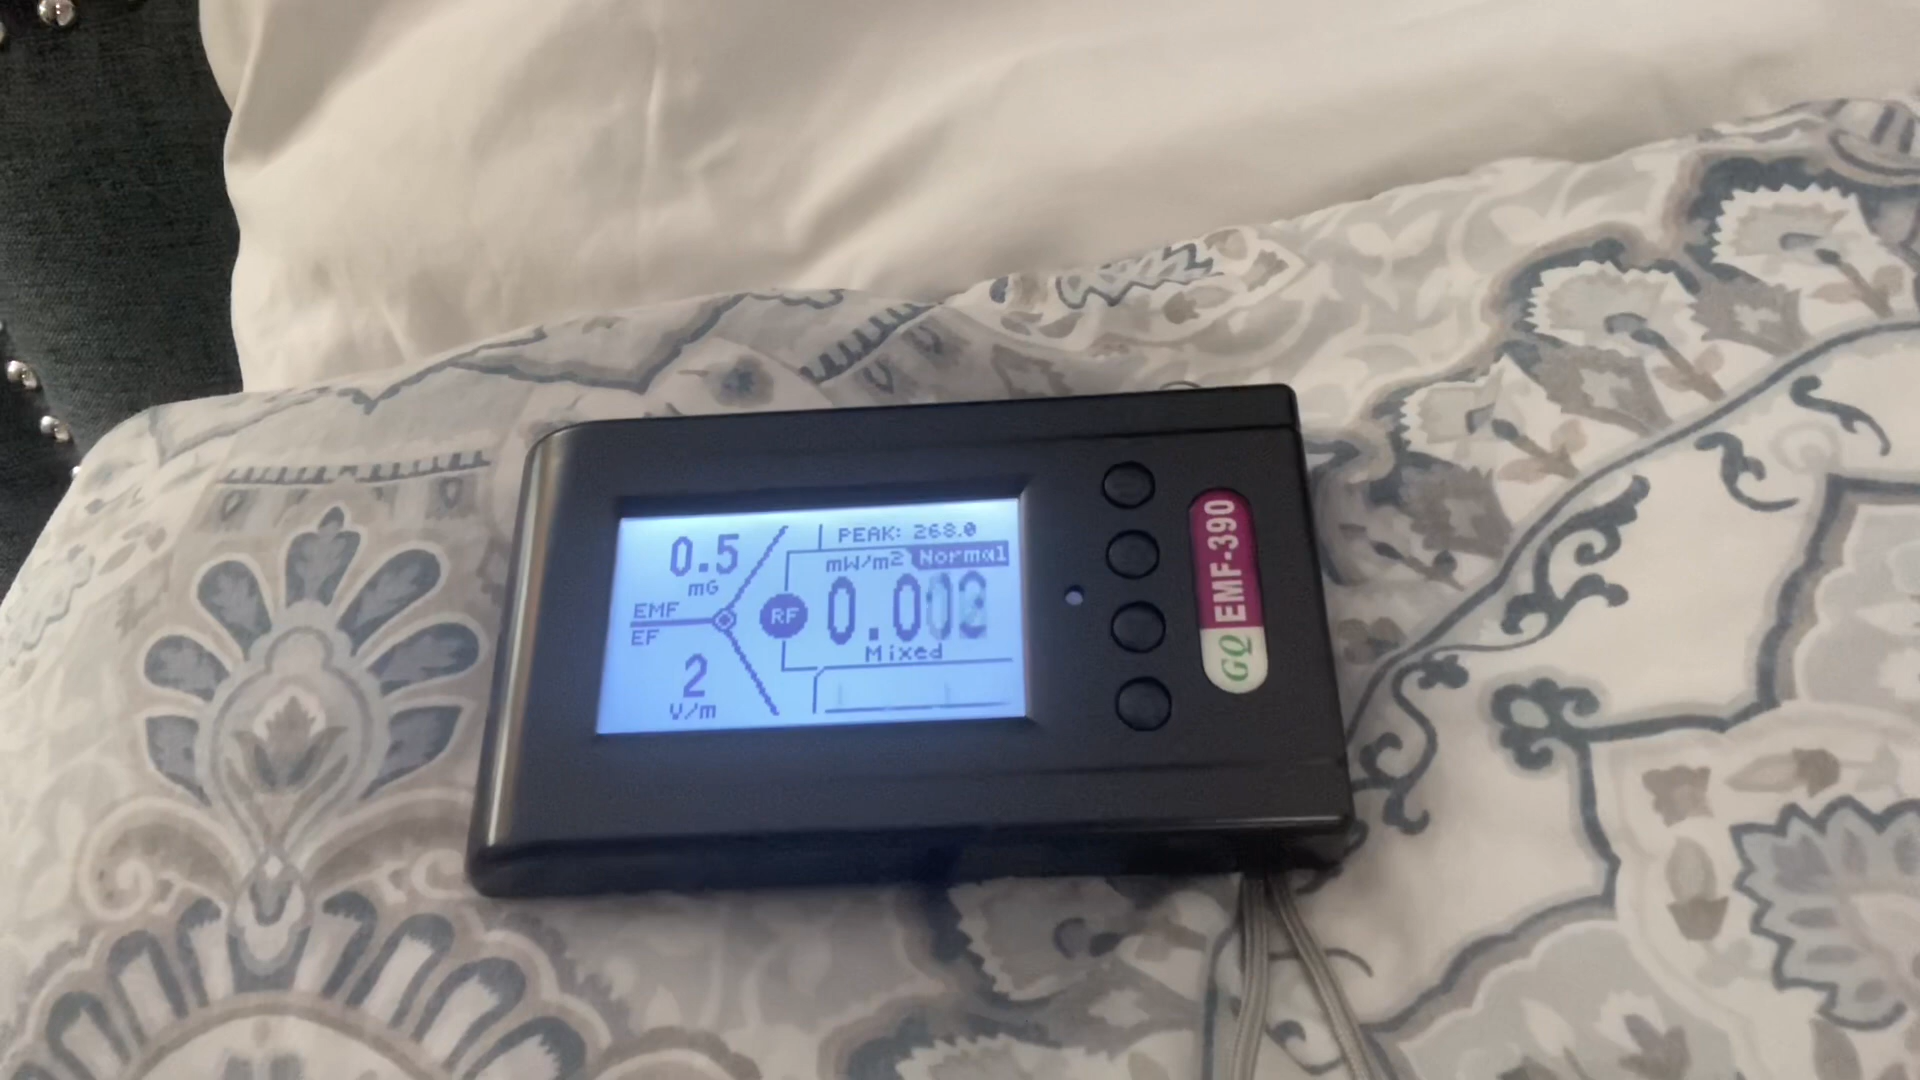 0.5
mG
EMF
EF
2
V/m
PEAK: 268.0
mW/m2 Normal
RF
Mixed
GQ EMF-390